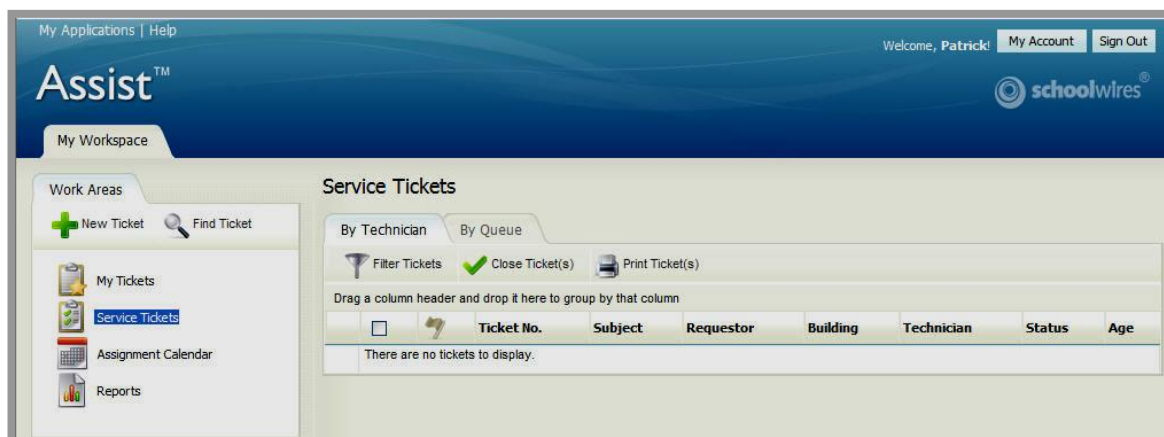 My Applications | Help
Welcome, Patrick! My Account Sign Out
Assist™
schoolwires®
My Workspace
Work Areas
New Ticket Find Ticket
My Tickets
Service Tickets
Assignment Calendar
Reports
Service Tickets
By Technician By Queue
Filter Tickets Close Ticket(s) Print Ticket(s)
Drag a column header and drop it here to group by that column
Ticket No. Subject Requestor Building Technician Status Age
There are no tickets to display.